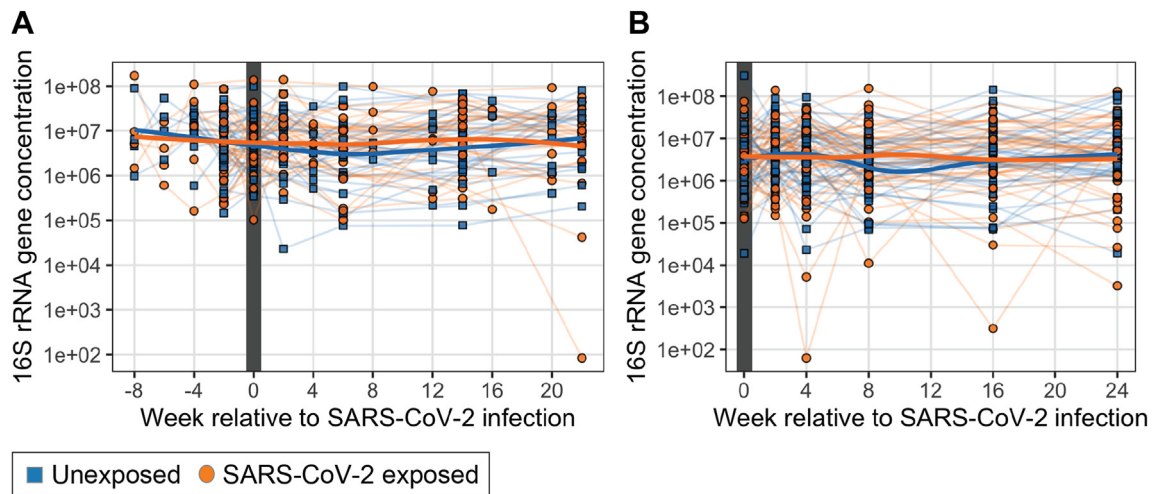 A
16S rRNA gene concentration
1e+08
1e+07
1e+06
1e+05
1e+04
1e+03
1e+02
-8 -4 0 4 8 12 16 20
Week relative to SARS-CoV-2 infection
B
16S rRNA gene concentration
1e+08
1e+07
1e+06
1e+05
1e+04
1e+03
1e+02
0 4 8 12 16 20 24
Week relative to SARS-CoV-2 infection
Unexposed SARS-CoV-2 exposed